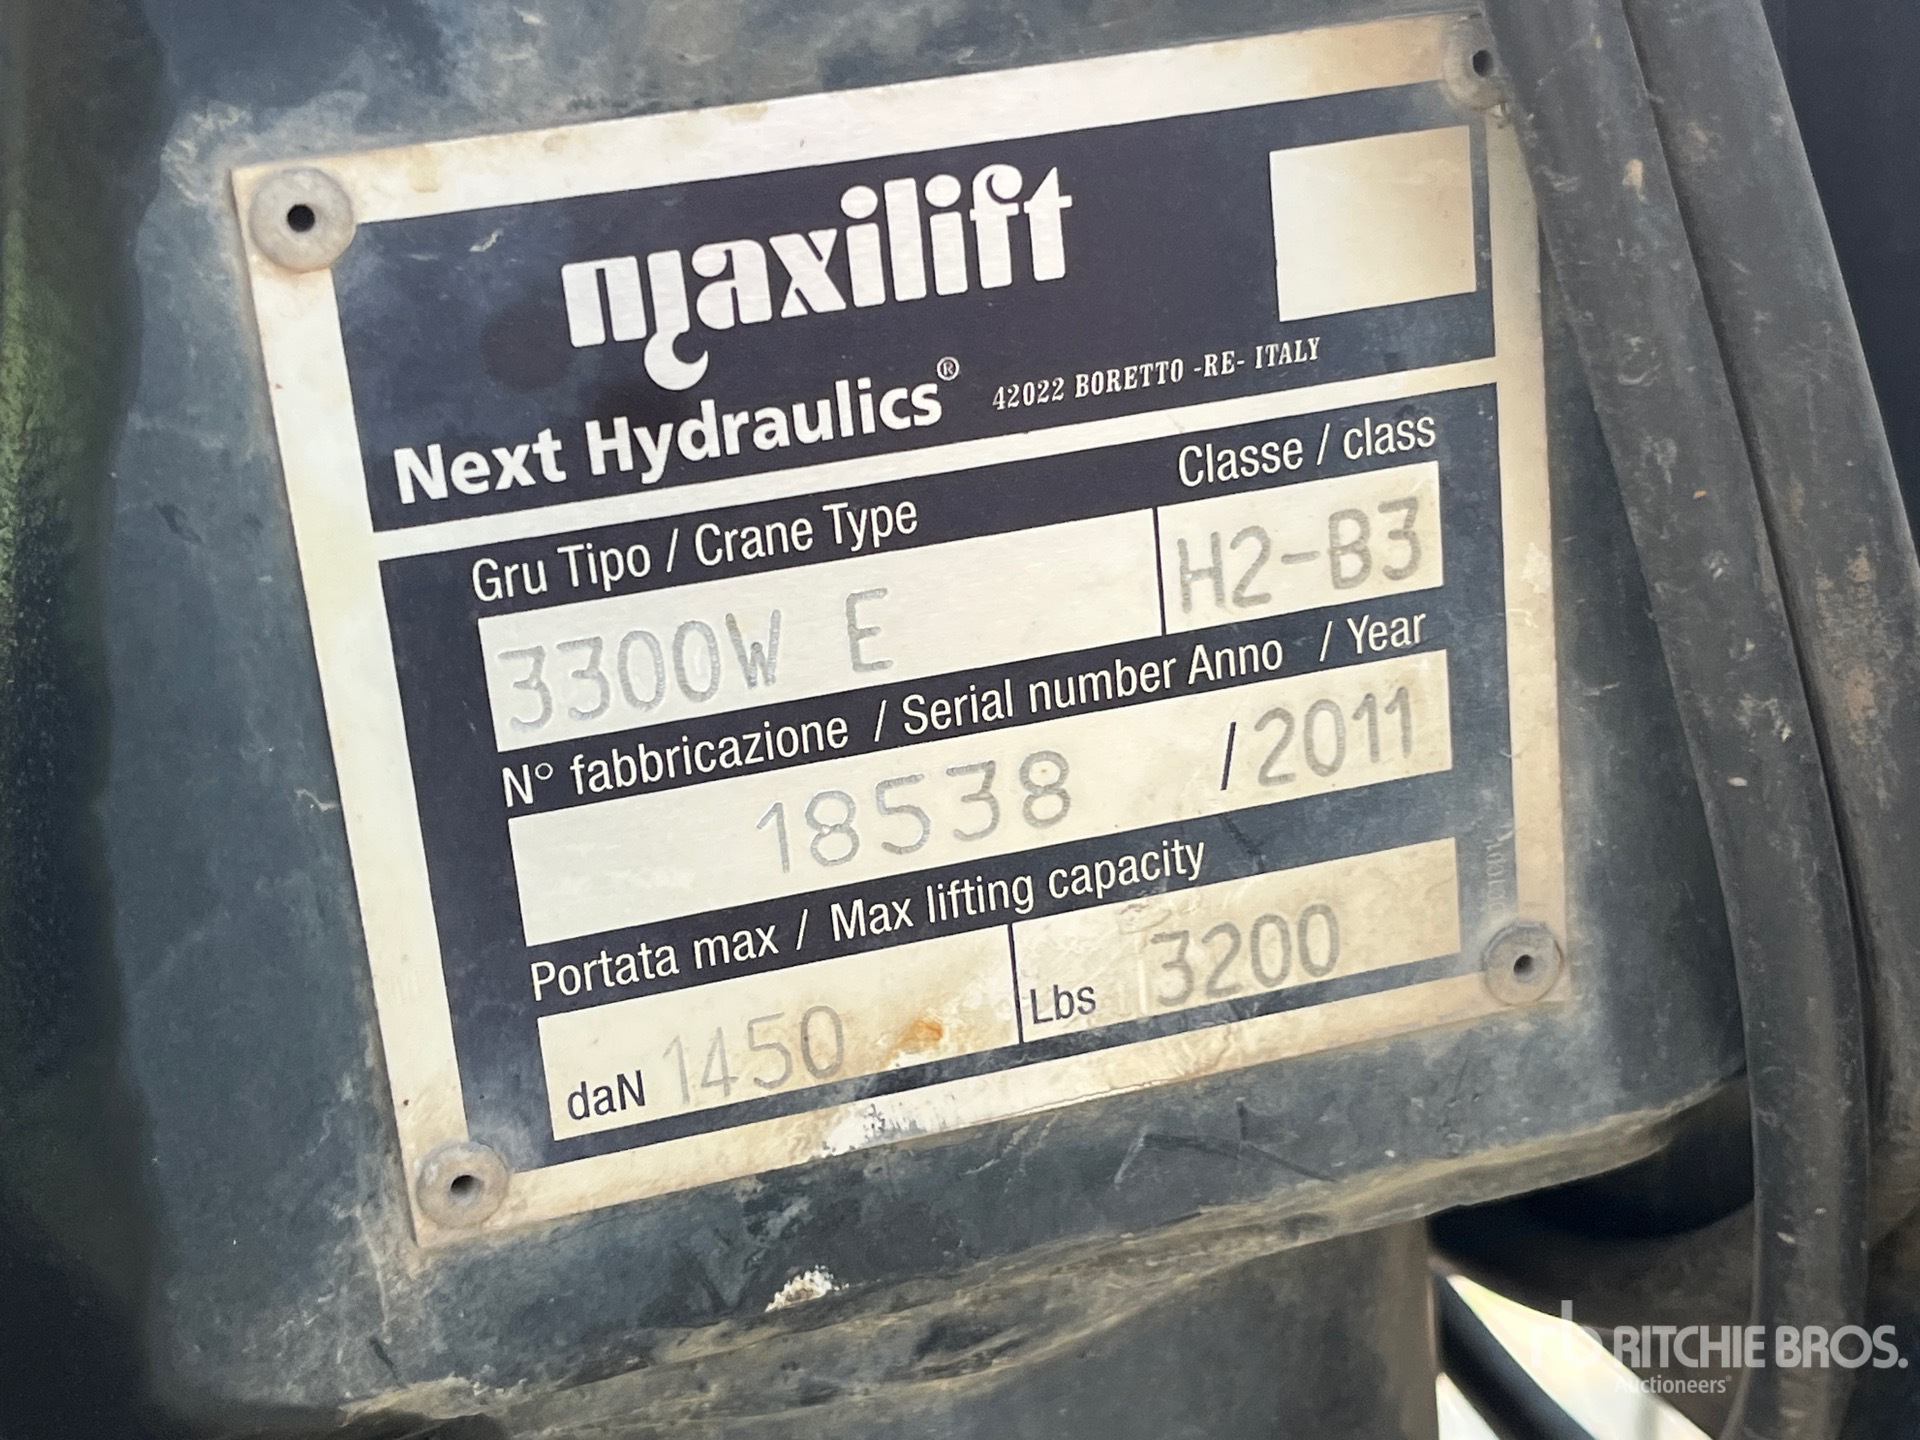 maxilift
Next Hydraulics® 42022 BORETTO -RE- ITALY
Gru Tipo / Crane Type Classe / class
3300W E H2-B3
N° fabbricazione / Serial number Anno / Year
18538 / 2011
Portata max / Max lifting capacity
daN 1450 Lbs 3200
rb RITCHIE BROS.
Auctioneers